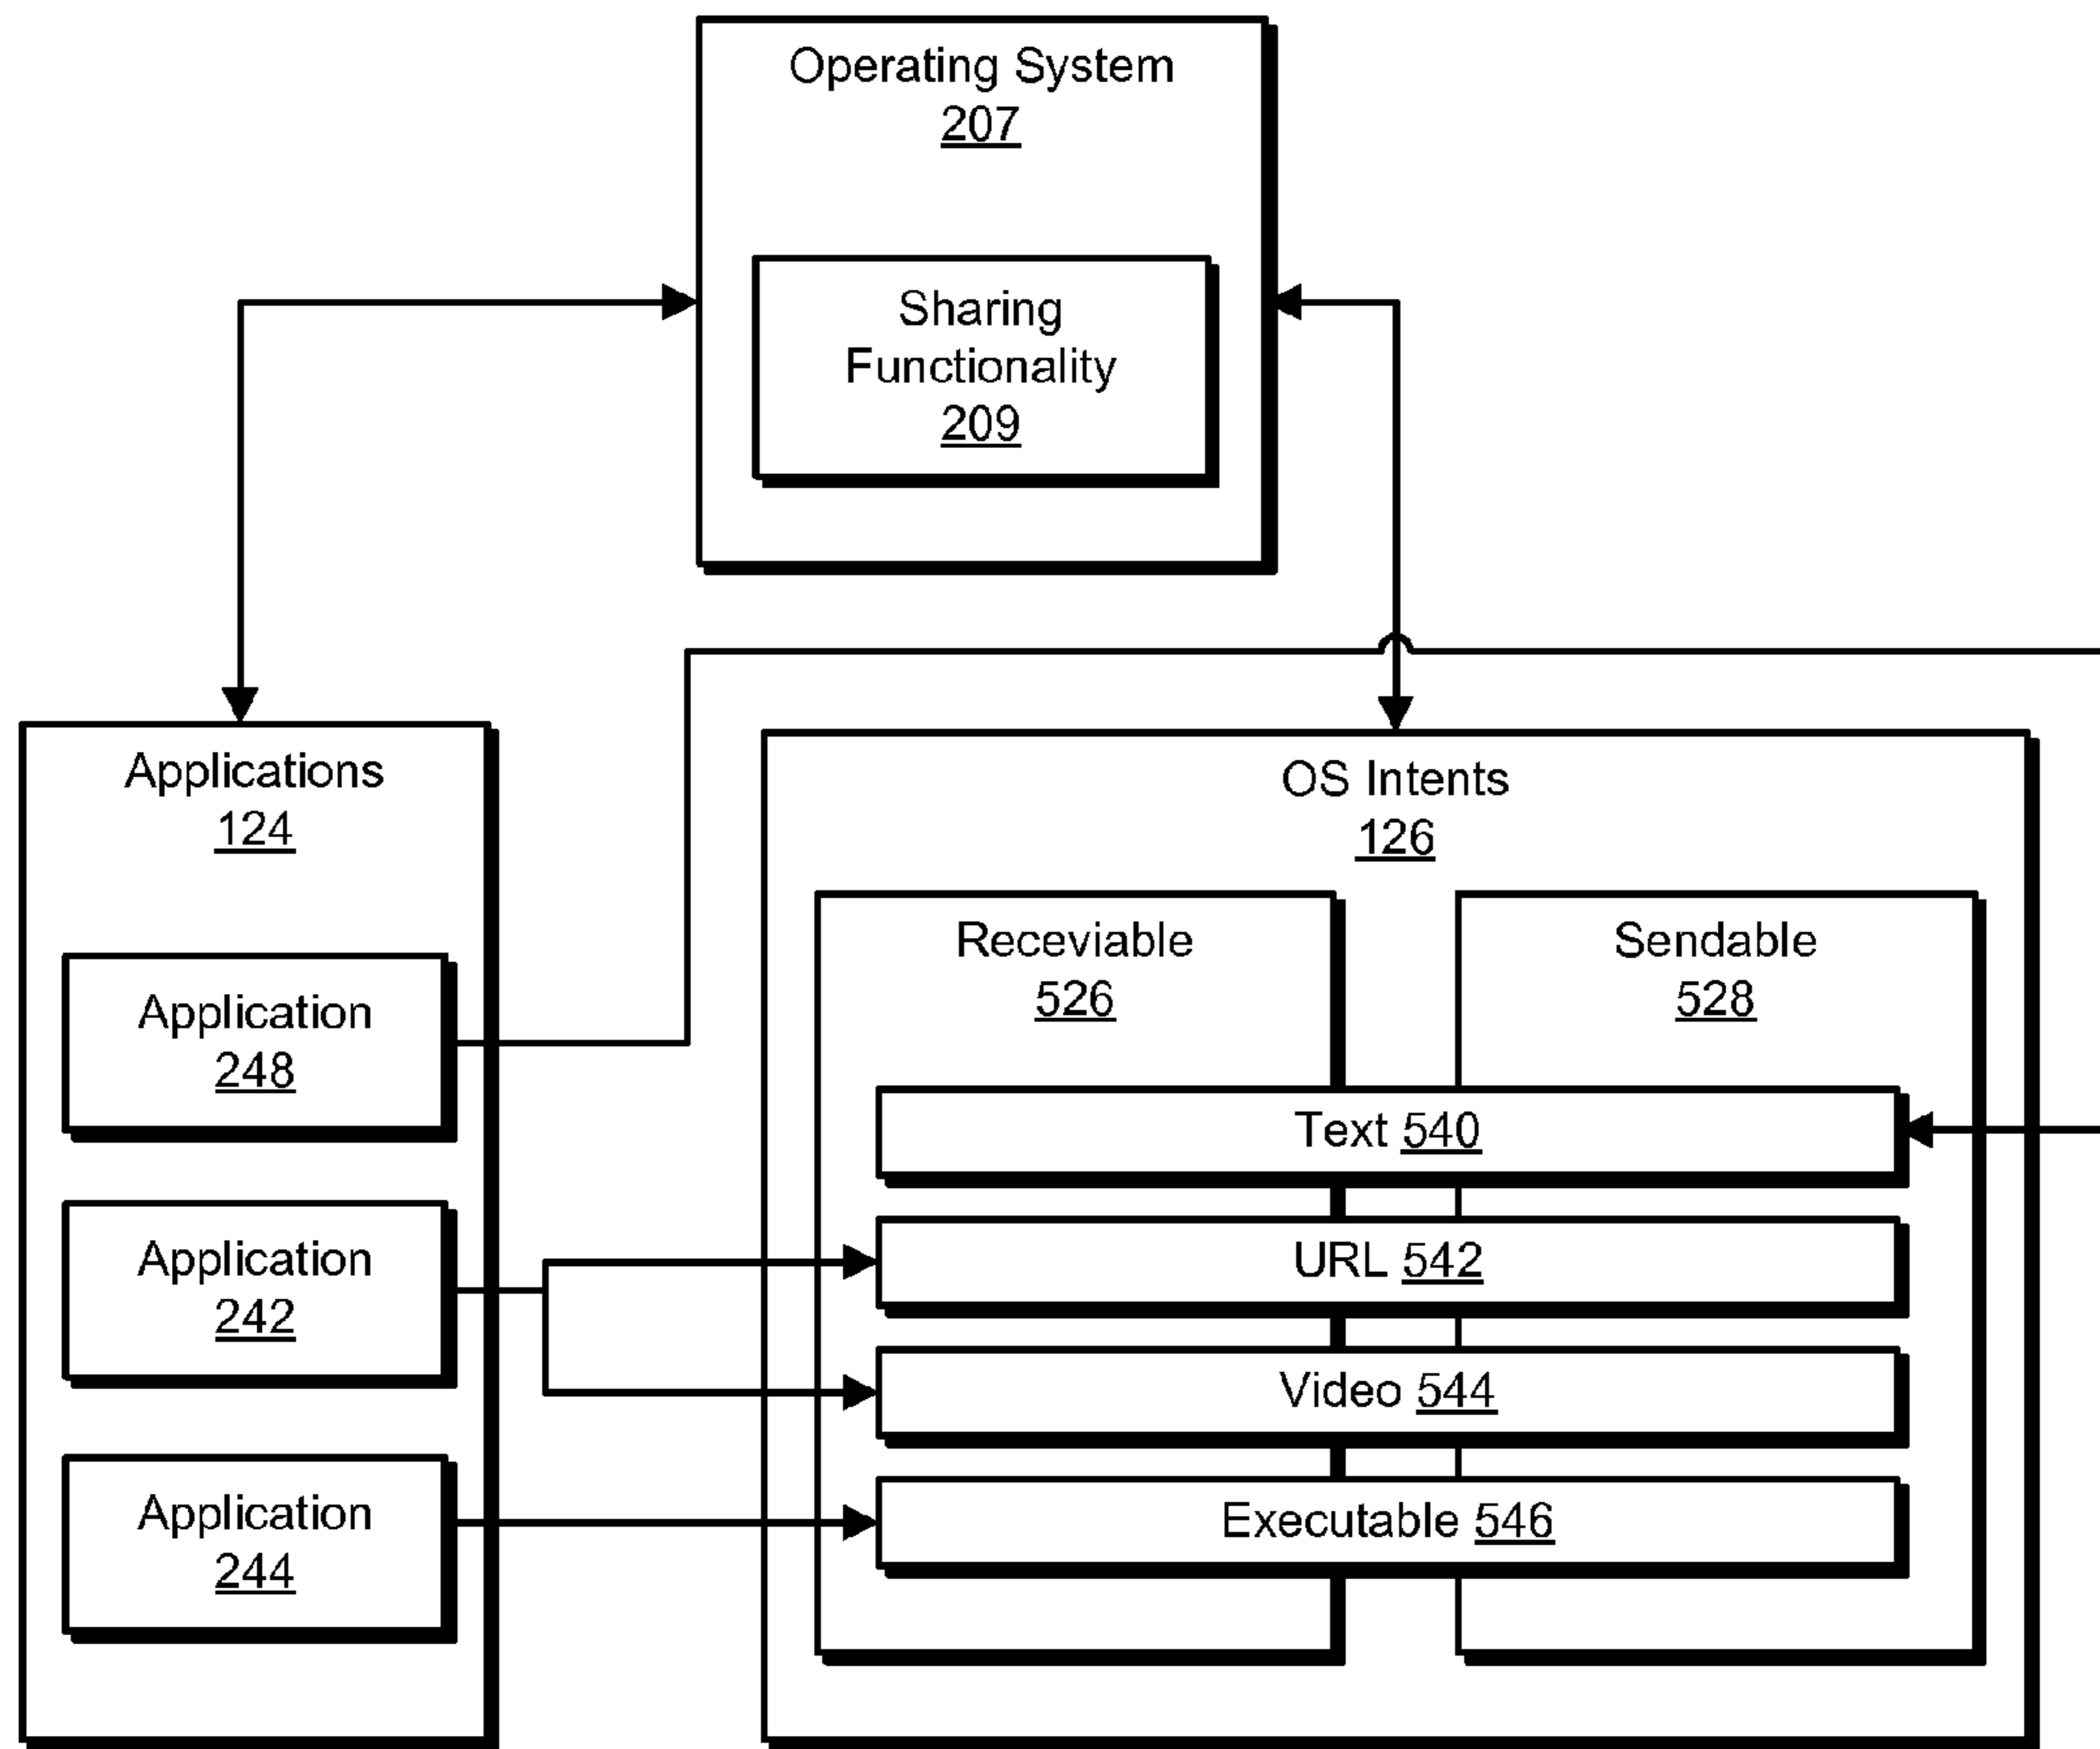 Operating System
207
Sharing
Functionality
209
Applications
124
Application
248
Application
242
Application
244
OS Intents
126
Receviable
526
Sendable
528
Text 540
URL 542
Video 544
Executable 546